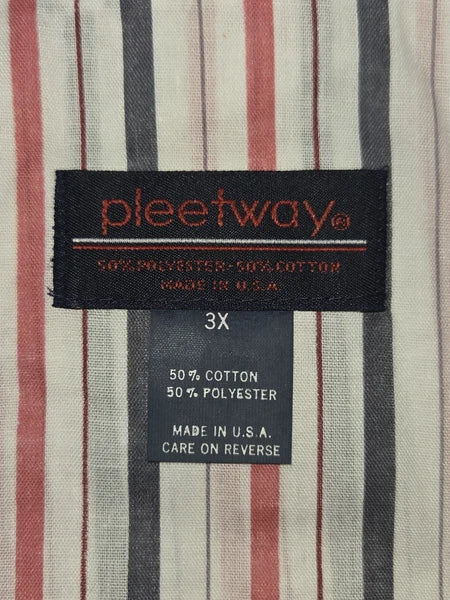 pleetway®
50% POLYESTER-50% COTTON
MADE IN U.S.A
3X
50% COTTON
50% POLYESTER
MADE IN U.S.A.
CARE ON REVERSE